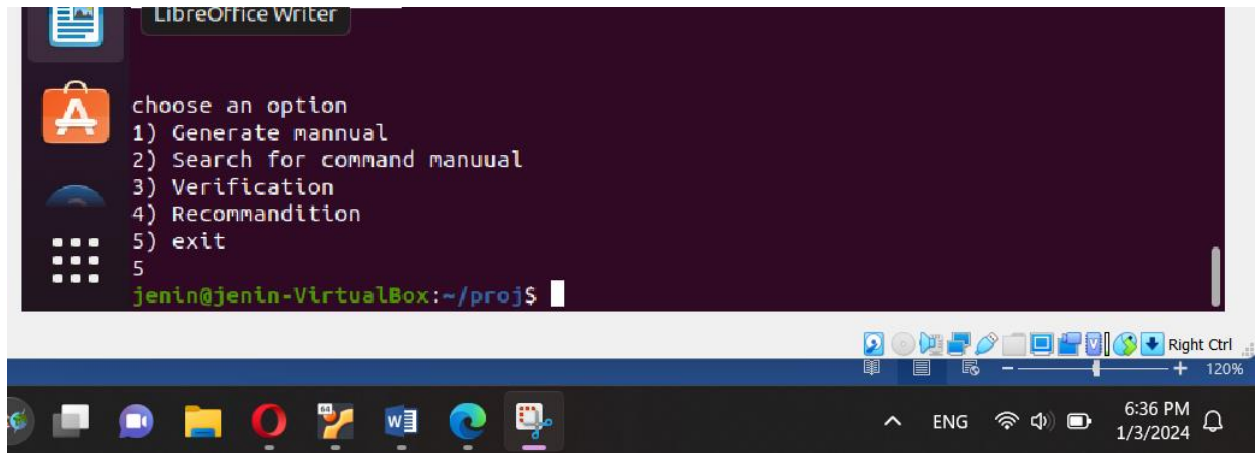 LibreOffice Writer
choose an option
1) Generate mannual
2) Search for command manuual
3) Verification
4) Recommandition
5) exit
5
jenin@jenin-VirtualBox:~/proj$
Right Ctrl
120%
64
ENG
6:36 PM
1/3/2024